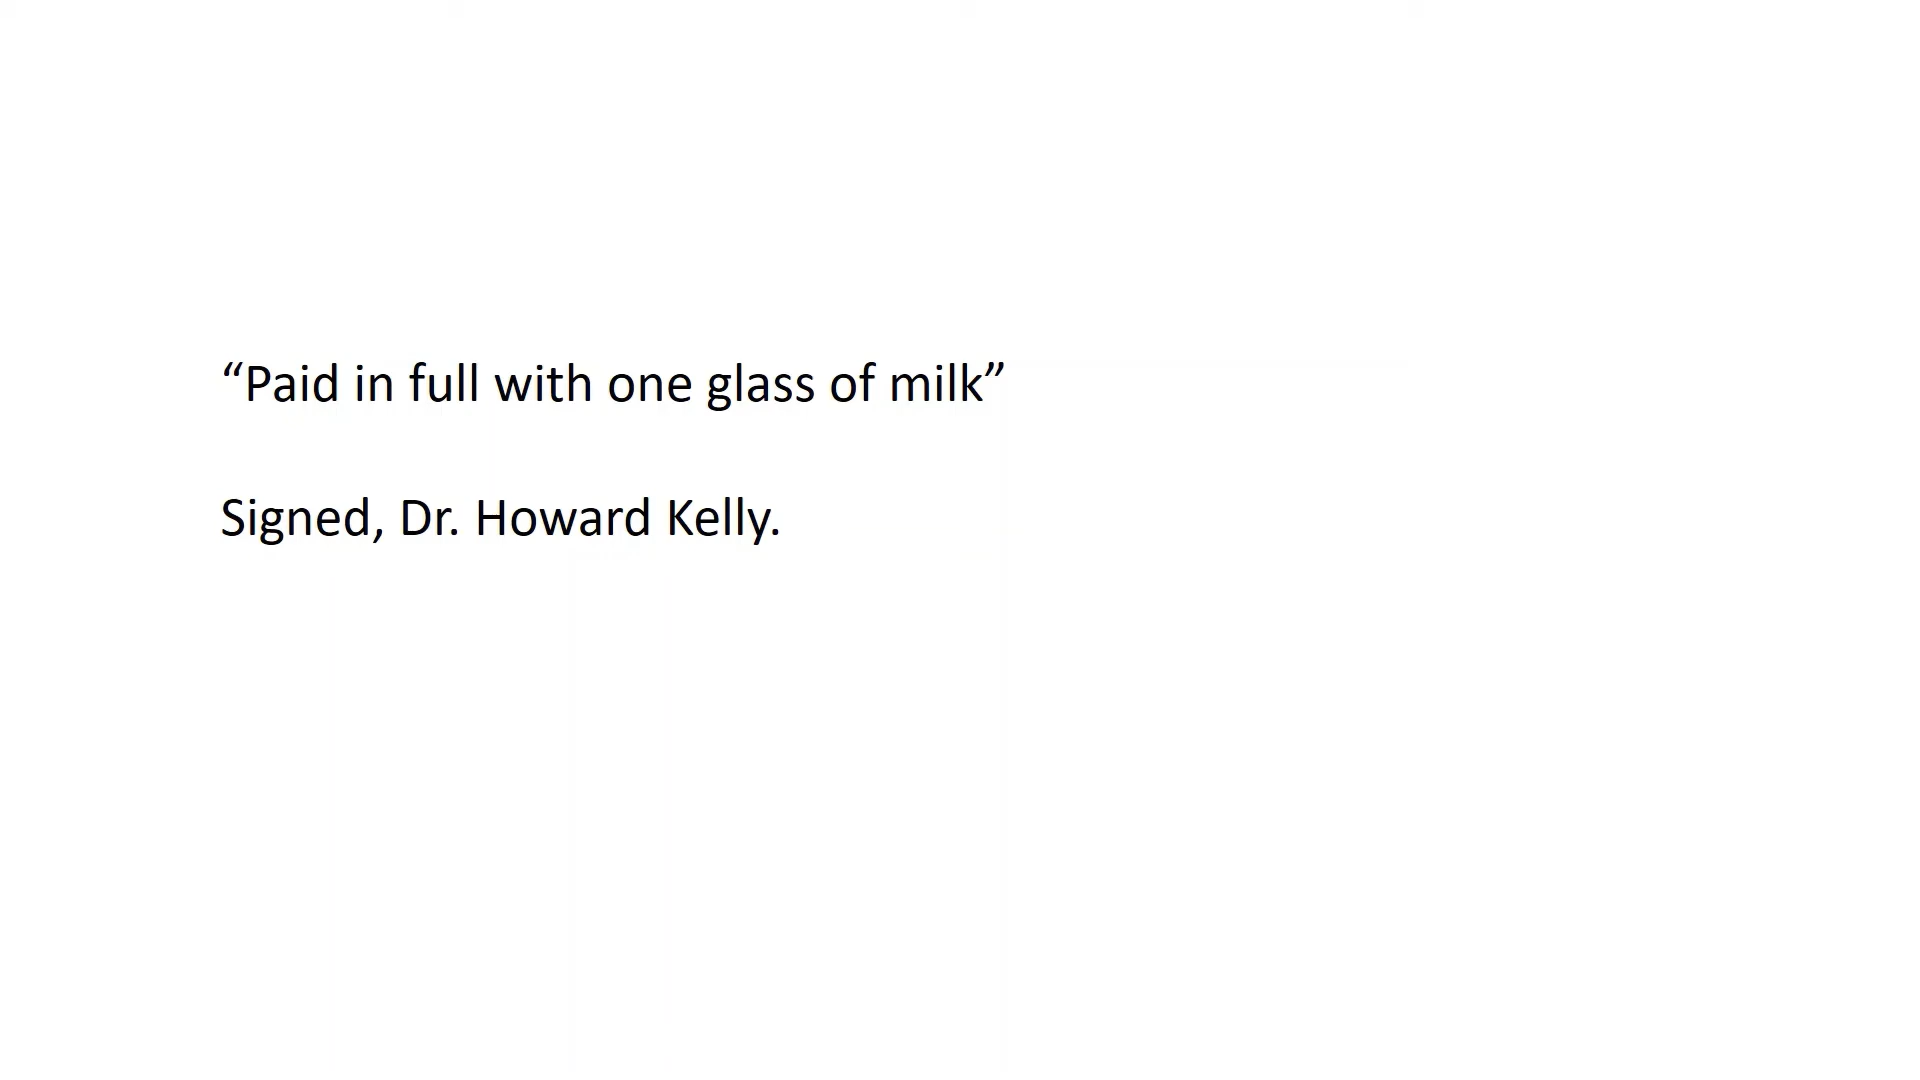 “Paid in full with one glass of milk”
Signed, Dr. Howard Kelly.